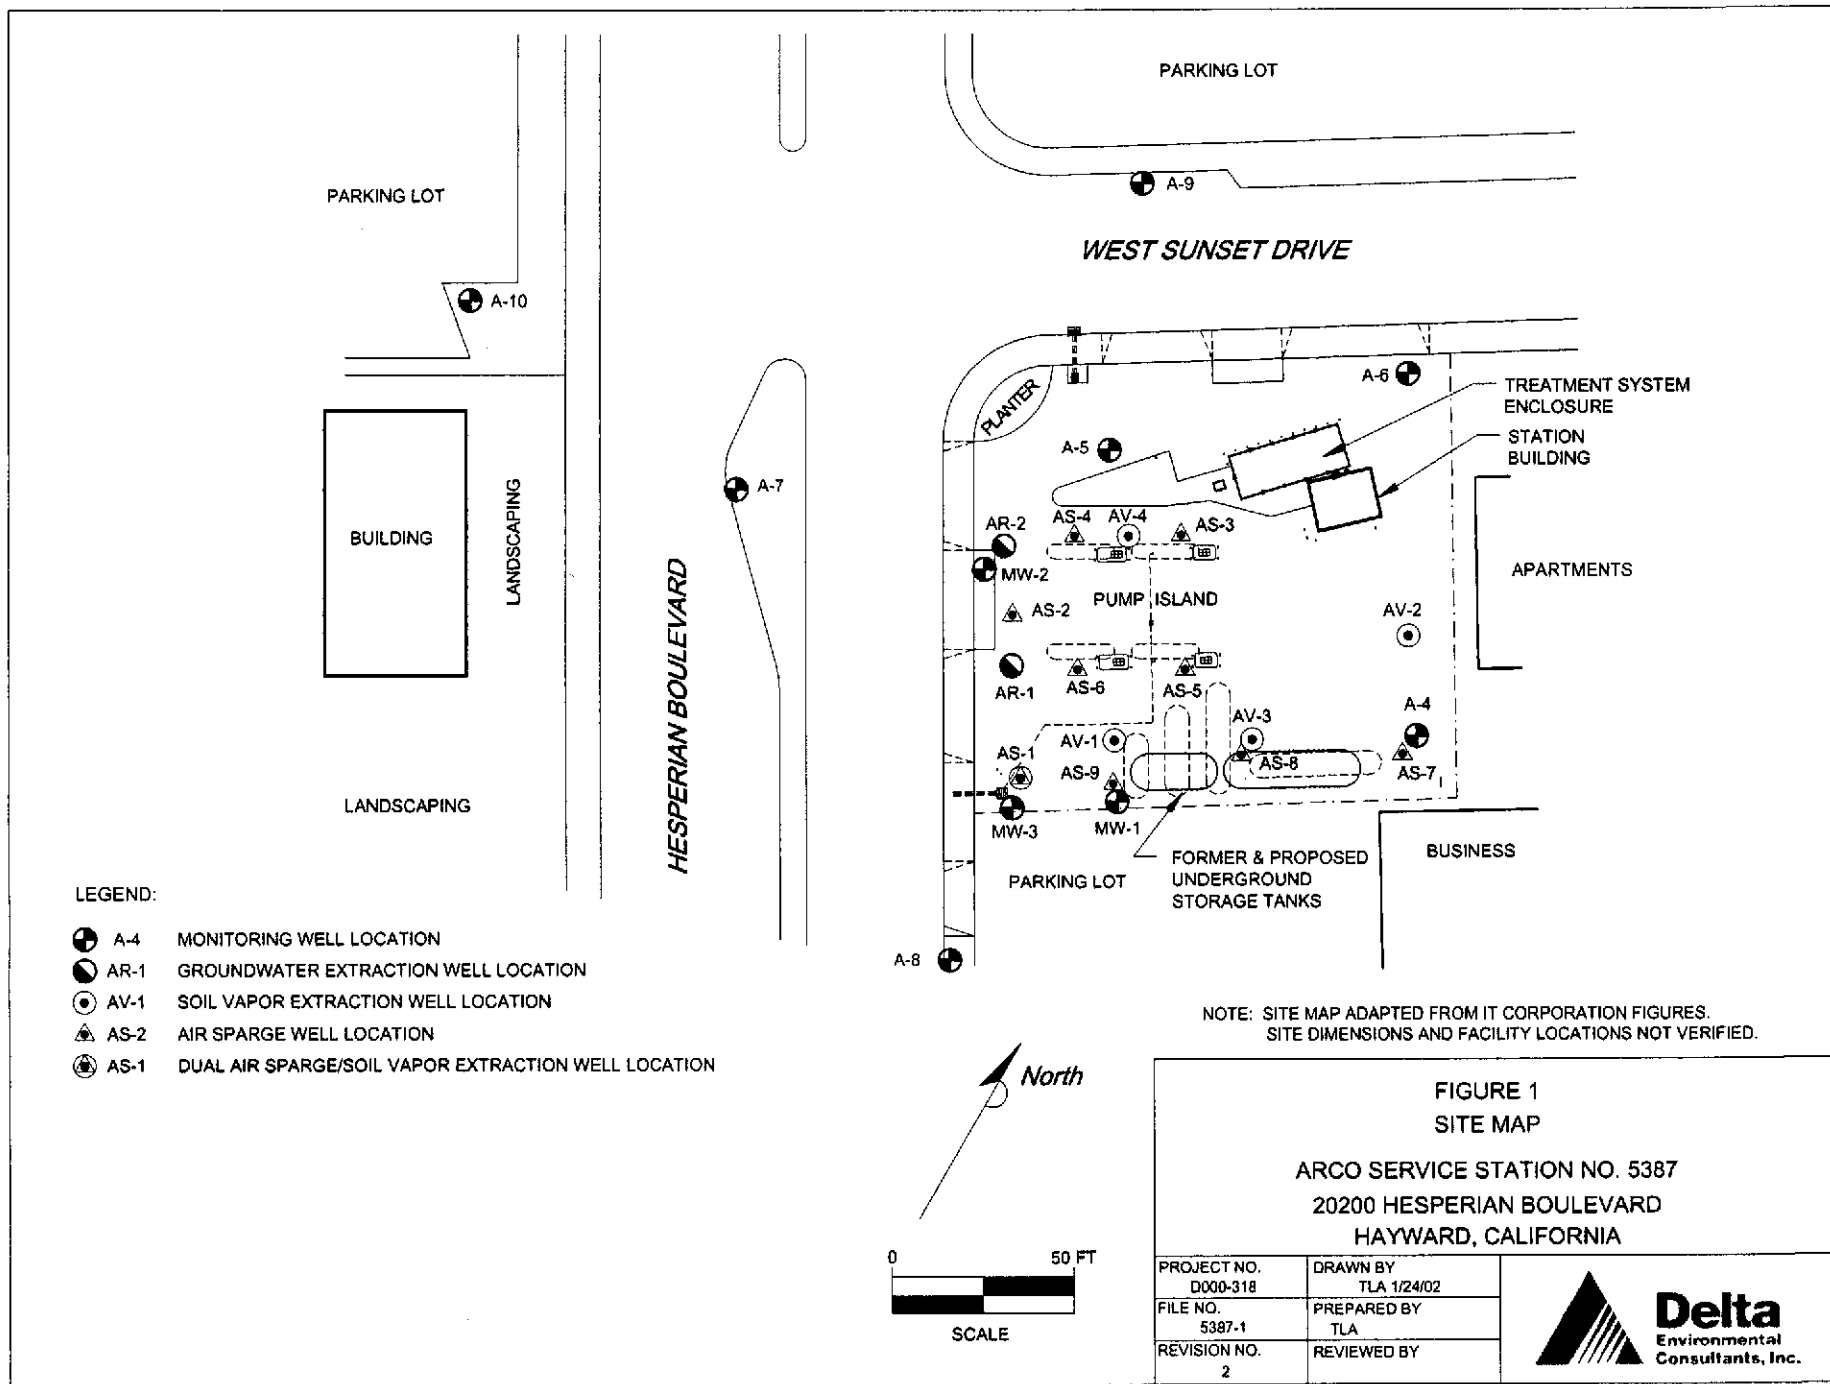 PARKING LOT
PARKING LOT
A-9
WEST SUNSET DRIVE
A-10
PLANTER
A-6
TREATMENT SYSTEM
ENCLOSURE
STATION
BUILDING
A-5
A-7
LANDSCAPING
BUILDING
HESPERIAN BOULEVARD
AS-4
AV-4
AS-3
AR-2
MW-2
APARTMENTS
PUMP ISLAND
AS-2
AV-2
AR-1
AS-6
AS-5
A-4
AV-3
AV-1
AS-1
AS-9
AS-8
AS-7
LANDSCAPING
MW-3
MW-1
BUSINESS
FORMER & PROPOSED
UNDERGROUND
STORAGE TANKS
PARKING LOT
A-8
LEGEND:
A-4 MONITORING WELL LOCATION
AR-1 GROUNDWATER EXTRACTION WELL LOCATION
AV-1 SOIL VAPOR EXTRACTION WELL LOCATION
AS-2 AIR SPARGE WELL LOCATION
AS-1 DUAL AIR SPARGE/SOIL VAPOR EXTRACTION WELL LOCATION
NOTE: SITE MAP ADAPTED FROM IT CORPORATION FIGURES.
SITE DIMENSIONS AND FACILITY LOCATIONS NOT VERIFIED.
North
0 50 FT
SCALE
FIGURE 1
SITE MAP
ARCO SERVICE STATION NO. 5387
20200 HESPERIAN BOULEVARD
HAYWARD, CALIFORNIA
PROJECT NO.
D000-318
DRAWN BY
TLA 1/24/02
FILE NO.
5387-1
PREPARED BY
TLA
REVISION NO.
2
REVIEWED BY
Delta
Environmental
Consultants, Inc.